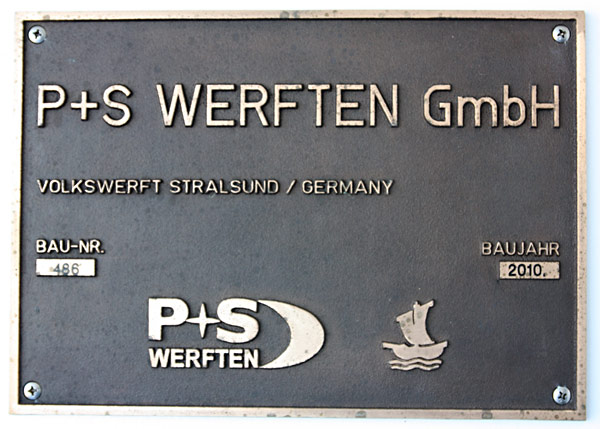 P+S WERFTEN GmbH
VOLKSWERFT STRALSUND / GERMANY
BAU-NR. BAUJAHR
486 2010.
P+S
WERFTEN